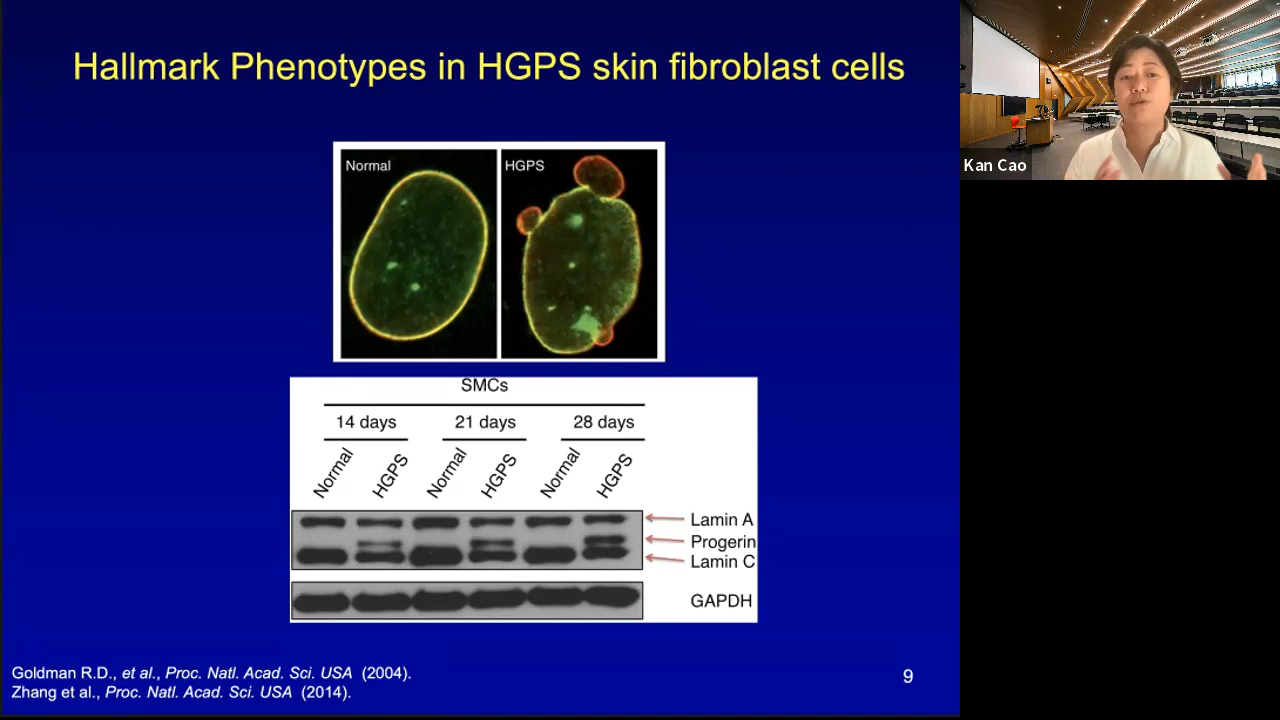 Hallmark Phenotypes in HGPS skin fibroblast cells
Kan Cao
Normal
HGPS
SMCs
14 days 21 days 28 days
Normal HGPS Normal HGPS Normal HGPS
Lamin A
Progerin
Lamin C
GAPDH
Goldman R.D., et al., Proc. Natl. Acad. Sci. USA (2004).
Zhang et al., Proc. Natl. Acad. Sci. USA (2014).
9